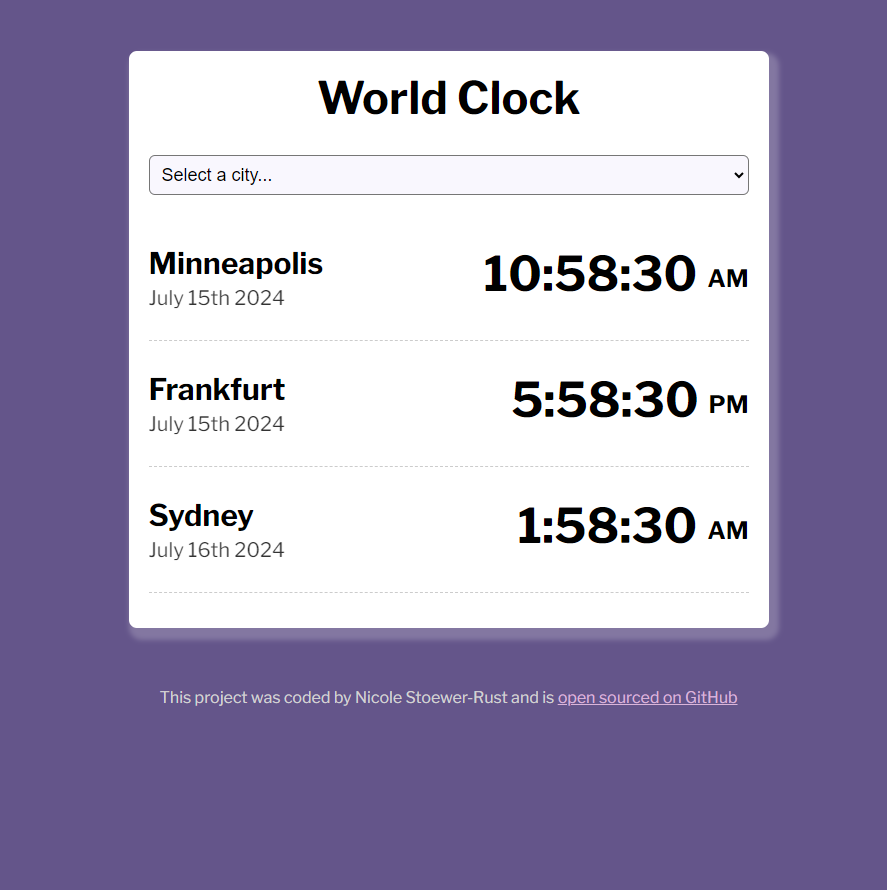 World Clock
Select a city...
Minneapolis
10:58:30 AM
July 15th 2024
Frankfurt
5:58:30 PM
July 15th 2024
Sydney
1:58:30 AM
July 16th 2024
This project was coded by Nicole Stoewer-Rust and is open sourced on GitHub